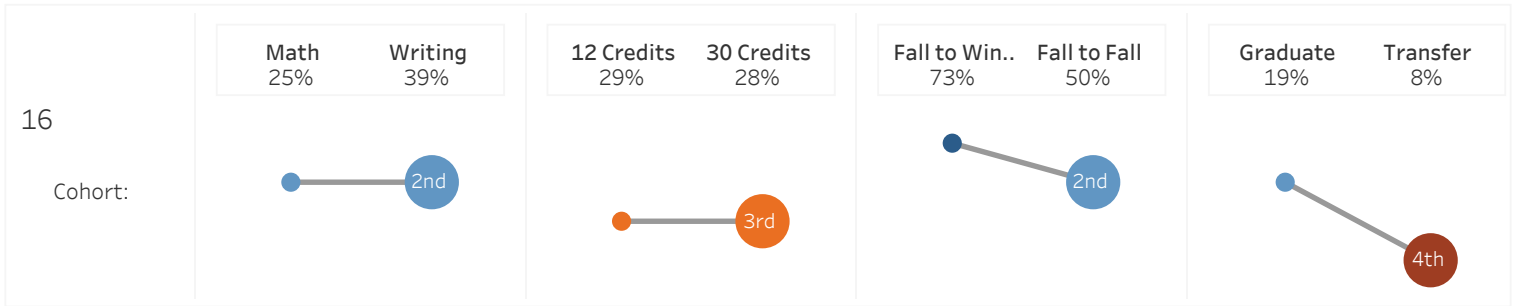 Math Writing 12 Credits 30 Credits Fall to Win.. Fall to Fall Graduate Transfer
25% 39% 29% 28% 73% 50% 19% 8%
16
Cohort:
2nd
3rd
2nd
4th